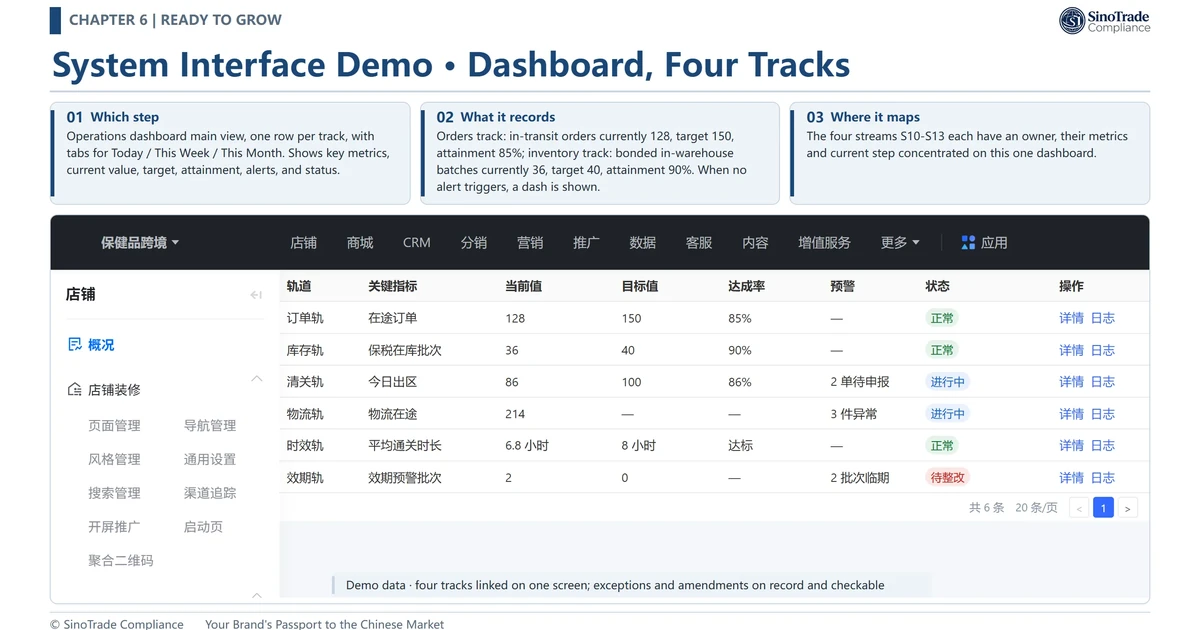 CHAPTER 6 | READY TO GROW
SinoTrade
Compliance
System Interface Demo • Dashboard, Four Tracks
01 Which step
Operations dashboard main view, one row per track, with
tabs for Today / This Week / This Month. Shows key metrics,
current value, target, attainment, alerts, and status.
02 What it records
Orders track: in-transit orders currently 128, target 150,
attainment 85%; inventory track: bonded in-warehouse
batches currently 36, target 40, attainment 90%. When no
alert triggers, a dash is shown.
03 Where it maps
The four streams S10-S13 each have an owner, their metrics
and current step concentrated on this one dashboard.
保健品跨境 店铺 商城 CRM 分销 营销 推广 数据 客服 内容 增值服务 更多 应用
店铺
概况
店铺装修
页面管理 导航管理
风格管理 通用设置
搜索管理 渠道追踪
开屏推广 启动页
聚合二维码
轨道 关键指标 当前值 目标值 达成率 预警 状态 操作
订单轨 在途订单 128 150 85% — 正常 详情 日志
库存轨 保税在库批次 36 40 90% — 正常 详情 日志
清关轨 今日出区 86 100 86% 2 单待申报 进行中 详情 日志
物流轨 物流在途 214 — — 3 件异常 进行中 详情 日志
时效轨 平均通关时长 6.8 小时 8 小时 达标 — 正常 详情 日志
效期轨 效期预警批次 2 0 — 2 批次临期 待整改 详情 日志
共 6 条 20 条/页 < 1 >
Demo data · four tracks linked on one screen; exceptions and amendments on record and checkable
© SinoTrade Compliance Your Brand's Passport to the Chinese Market